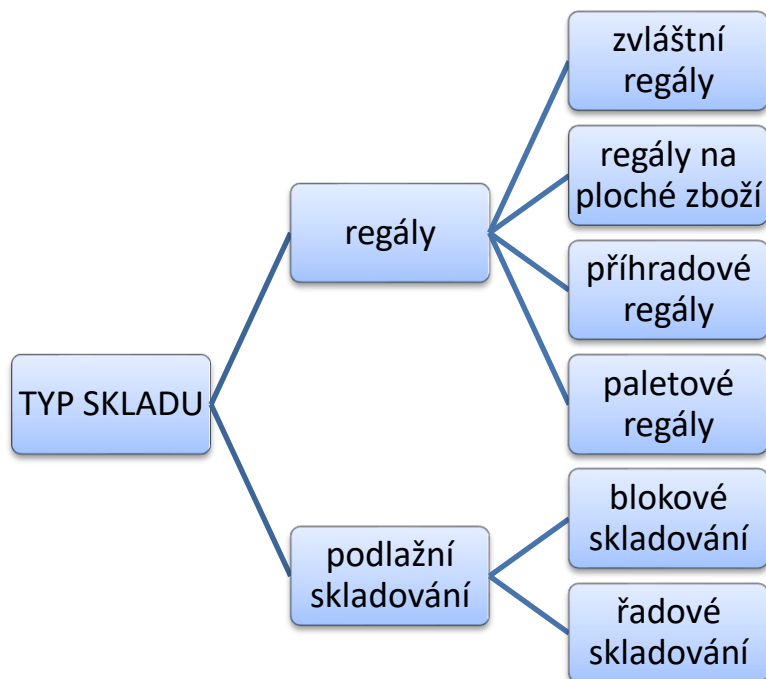 zvláštní
regály
regály na
ploché zboží
regály
příhradové
regály
TYP SKLADU
paletové
regály
blokové
skladování
podlažní
skladování
řadové
skladování